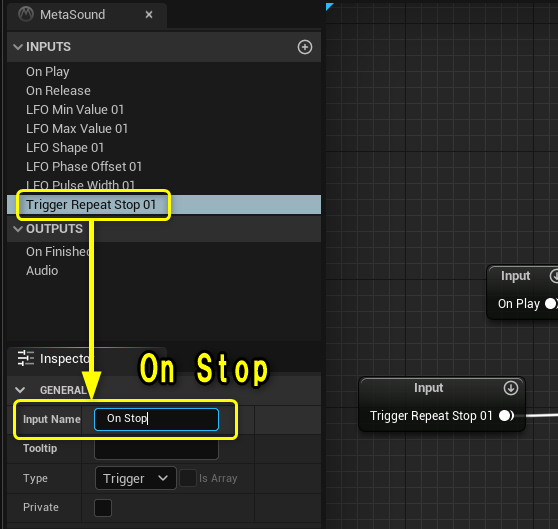 MetaSound
INPUTS
On Play
On Release
LFO Min Value 01
LFO Max Value 01
LFO Shape 01
LFO Phase Offset 01
LFO Pulse Width 01
Trigger Repeat Stop 01
OUTPUTS
On Finished
Audio
Input
On Play
Inspector
On Stop
GENERAL
Input
Input Name
On Stop
Trigger Repeat Stop 01
Tooltip
Type
Trigger
Is Array
Private